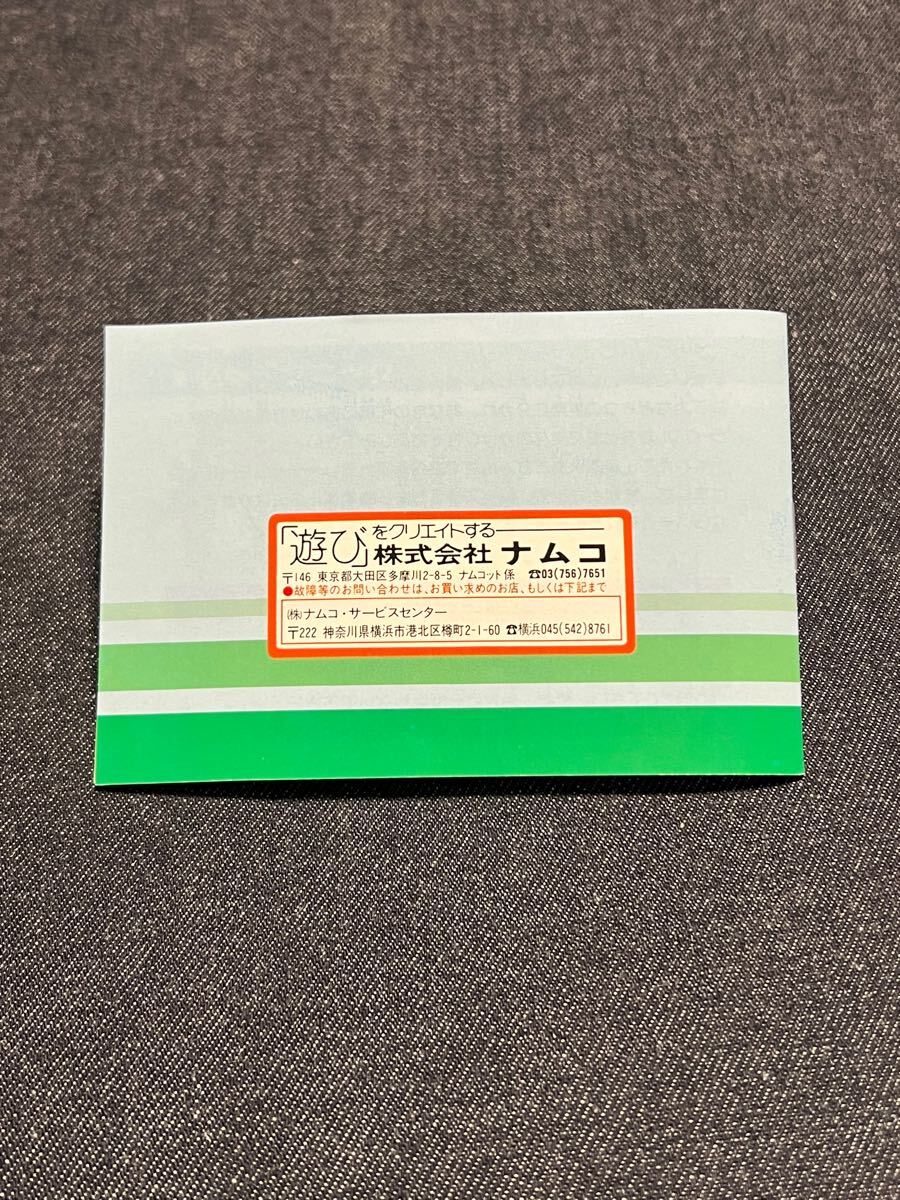 「遊び」をクリエイトする
株式会社 ナムコ
〒146 東京都大田区多摩川2-8-5 ナムコット係 ☎03(756)7651
●故障等のお問い合わせは、お買い求めのお店、もしくは下記まで
㈱ナムコ・サービスセンター
〒222 神奈川県横浜市港北区樽町2-1-60 ☎横浜045(542)8761